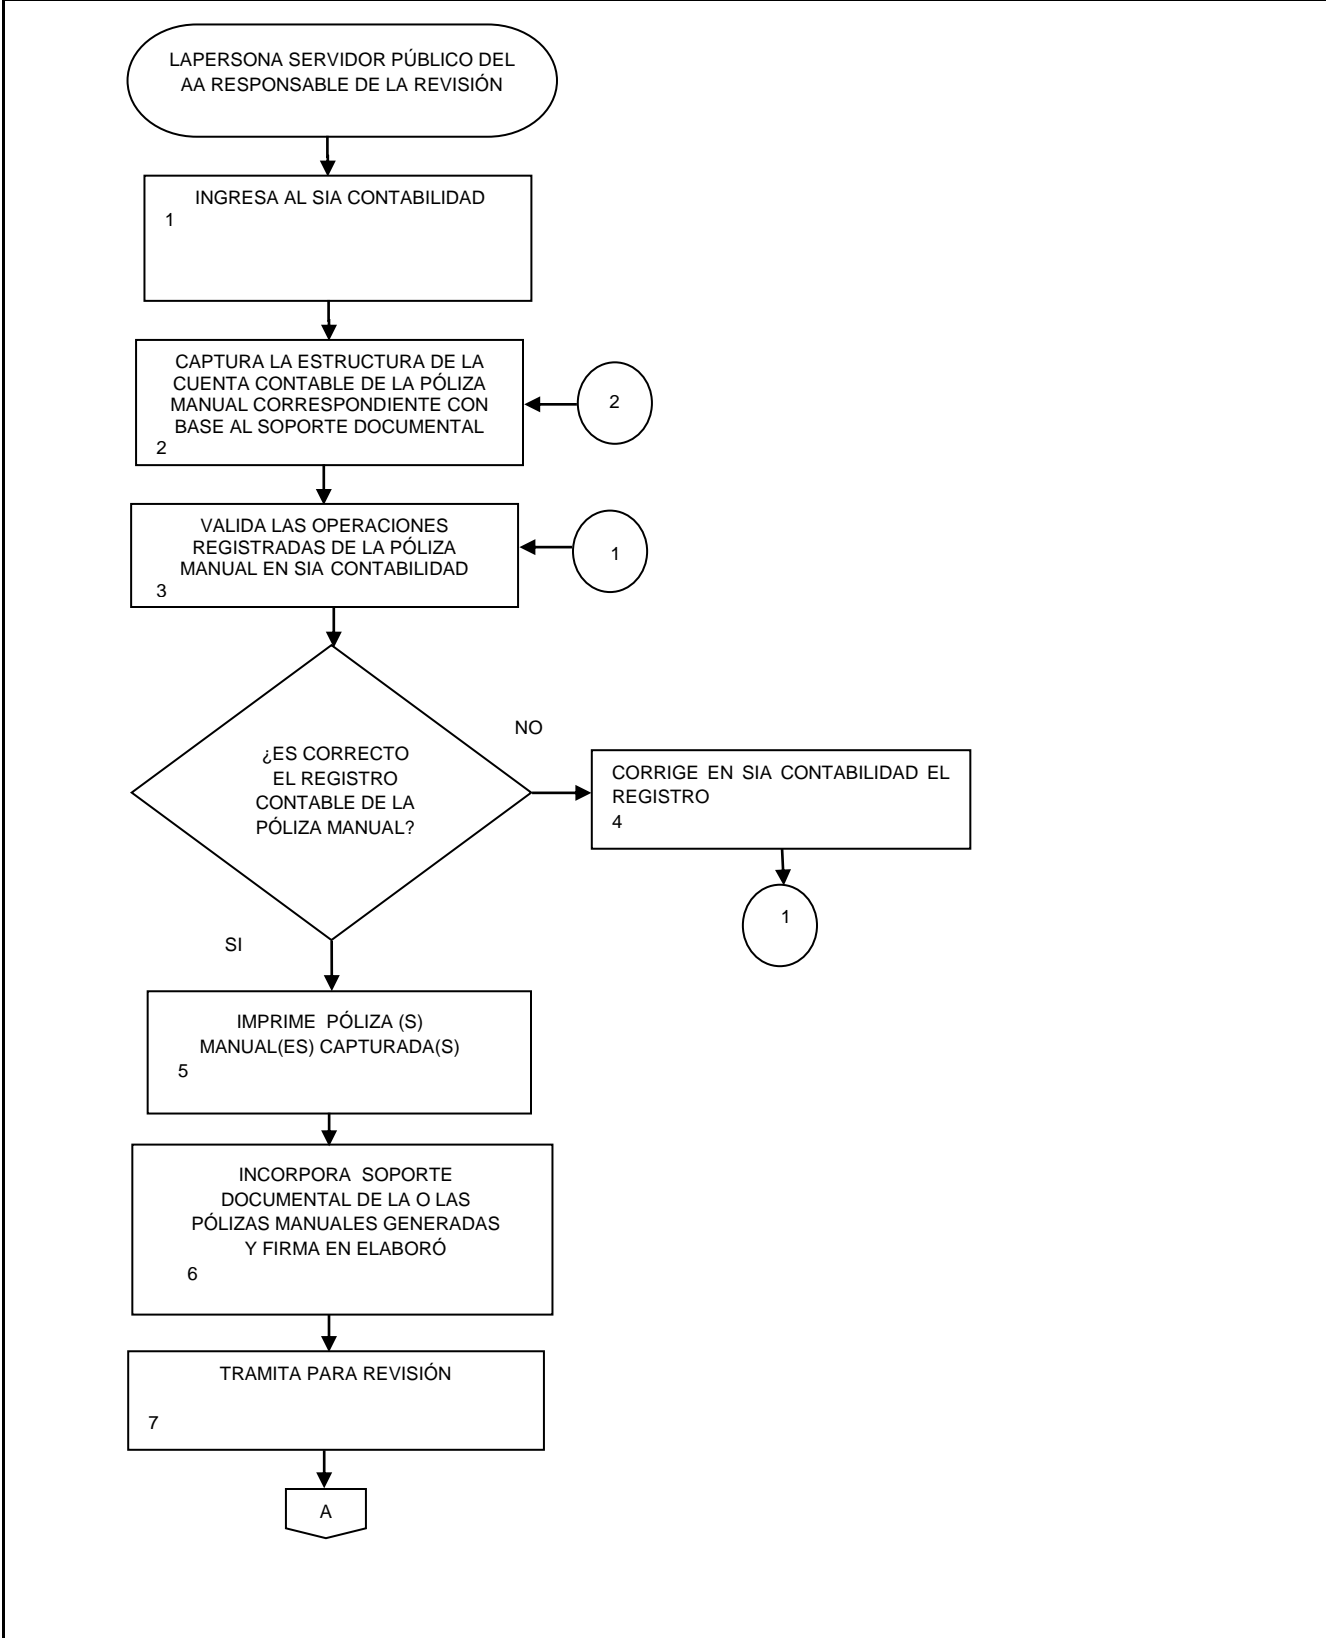 LAPERSONA SERVIDOR PÚBLICO DEL
AA RESPONSABLE DE LA REVISIÓN
INGRESA AL SIA CONTABILIDAD
1
CAPTURA LA ESTRUCTURA DE LA
CUENTA CONTABLE DE LA PÓLIZA
MANUAL CORRESPONDIENTE CON
BASE AL SOPORTE DOCUMENTAL
2
2
VALIDA LAS OPERACIONES
REGISTRADAS DE LA PÓLIZA
MANUAL EN SIA CONTABILIDAD
3
1
¿ES CORRECTO
EL REGISTRO
CONTABLE DE LA
PÓLIZA MANUAL?
NO
CORRIGE EN SIA CONTABILIDAD EL
REGISTRO
4
1
SI
IMPRIME PÓLIZA (S)
MANUAL(ES) CAPTURADA(S)
5
INCORPORA SOPORTE
DOCUMENTAL DE LA O LAS
PÓLIZAS MANUALES GENERADAS
Y FIRMA EN ELABORÓ
6
TRAMITA PARA REVISIÓN
7
A